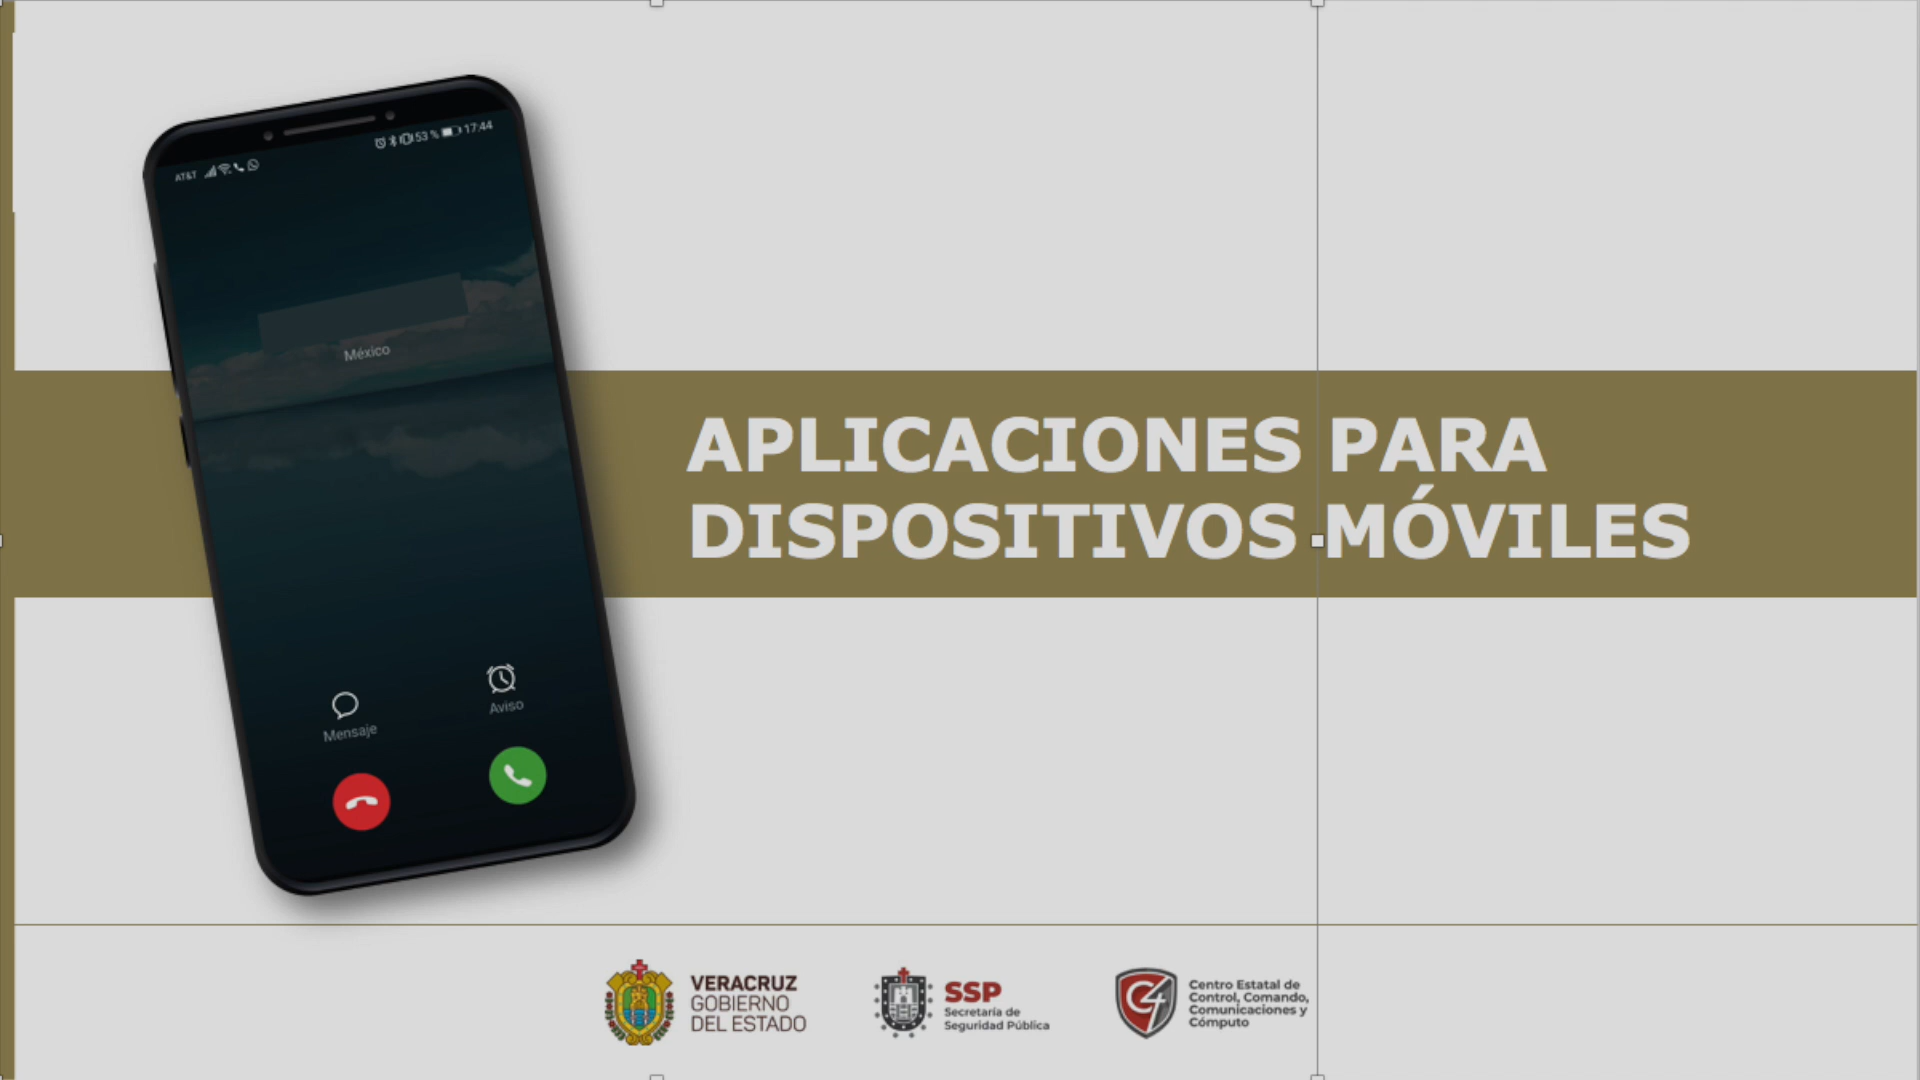 AT&T
53 % 17:44
México
APLICACIONES PARA
DISPOSITIVOS MÓVILES
Mensaje
Aviso
VERACRUZ
GOBIERNO
DEL ESTADO
SSP
Secretaría de
Seguridad Pública
C4
Centro Estatal de
Control, Comando,
Comunicaciones y
Cómputo